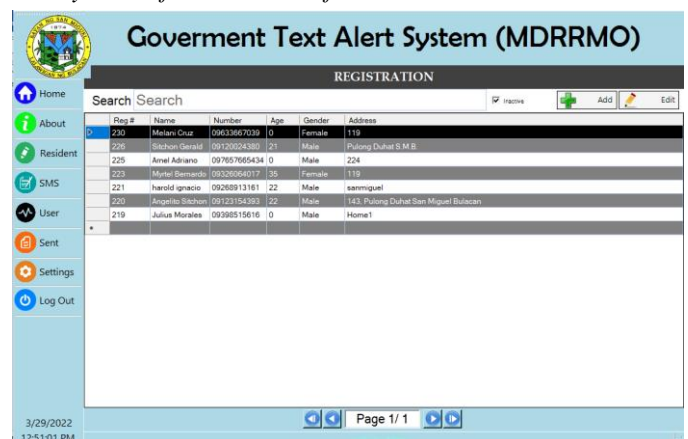 Goverment Text Alert System (MDRRMO)
REGISTRATION
Home
About
Resident
SMS
User
Sent
Settings
Log Out
Search Search
Inactive
Add
Edit
Reg # Name Number Age Gender Address
230 Melani Cruz 09633667039 0 Female 119
226 Sitchon Gerald 09120024380 21 Male Pulong Duhat S.M.B.
225 Arnel Adriano 097657665434 0 Male 224
223 Myrtel Bernardo 09326064017 35 Female 119
221 harold ignacio 09268913161 22 Male sanmiguel
220 Angelito Sitchon 09123154393 22 Male 143, Pulong Duhat San Miguel Bulacan
219 Julius Morales 09398515616 0 Male Home1
Page 1/ 1
3/29/2022
12:51:01 PM